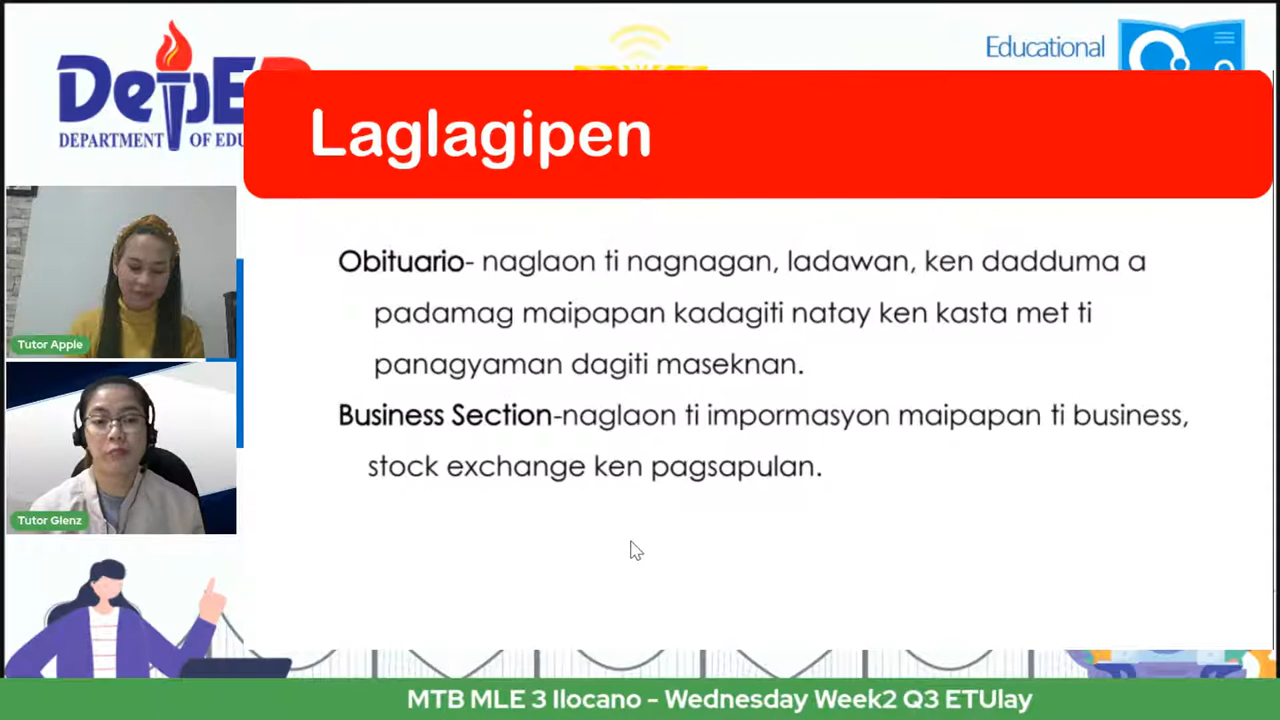 DepED
DEPARTMENT OF EDU
Educational
Laglagipen
Obituario- naglaon ti nagnagan, ladawan, ken dadduma a
padamag maipapan kadagiti natay ken kasta met ti
panagyaman dagiti maseknan.
Business Section-naglaon ti impormasyon maipapan ti business,
stock exchange ken pagsapulan.
Tutor Apple
Tutor Glenz
MTB MLE 3 Ilocano - Wednesday Week2 Q3 ETUlay